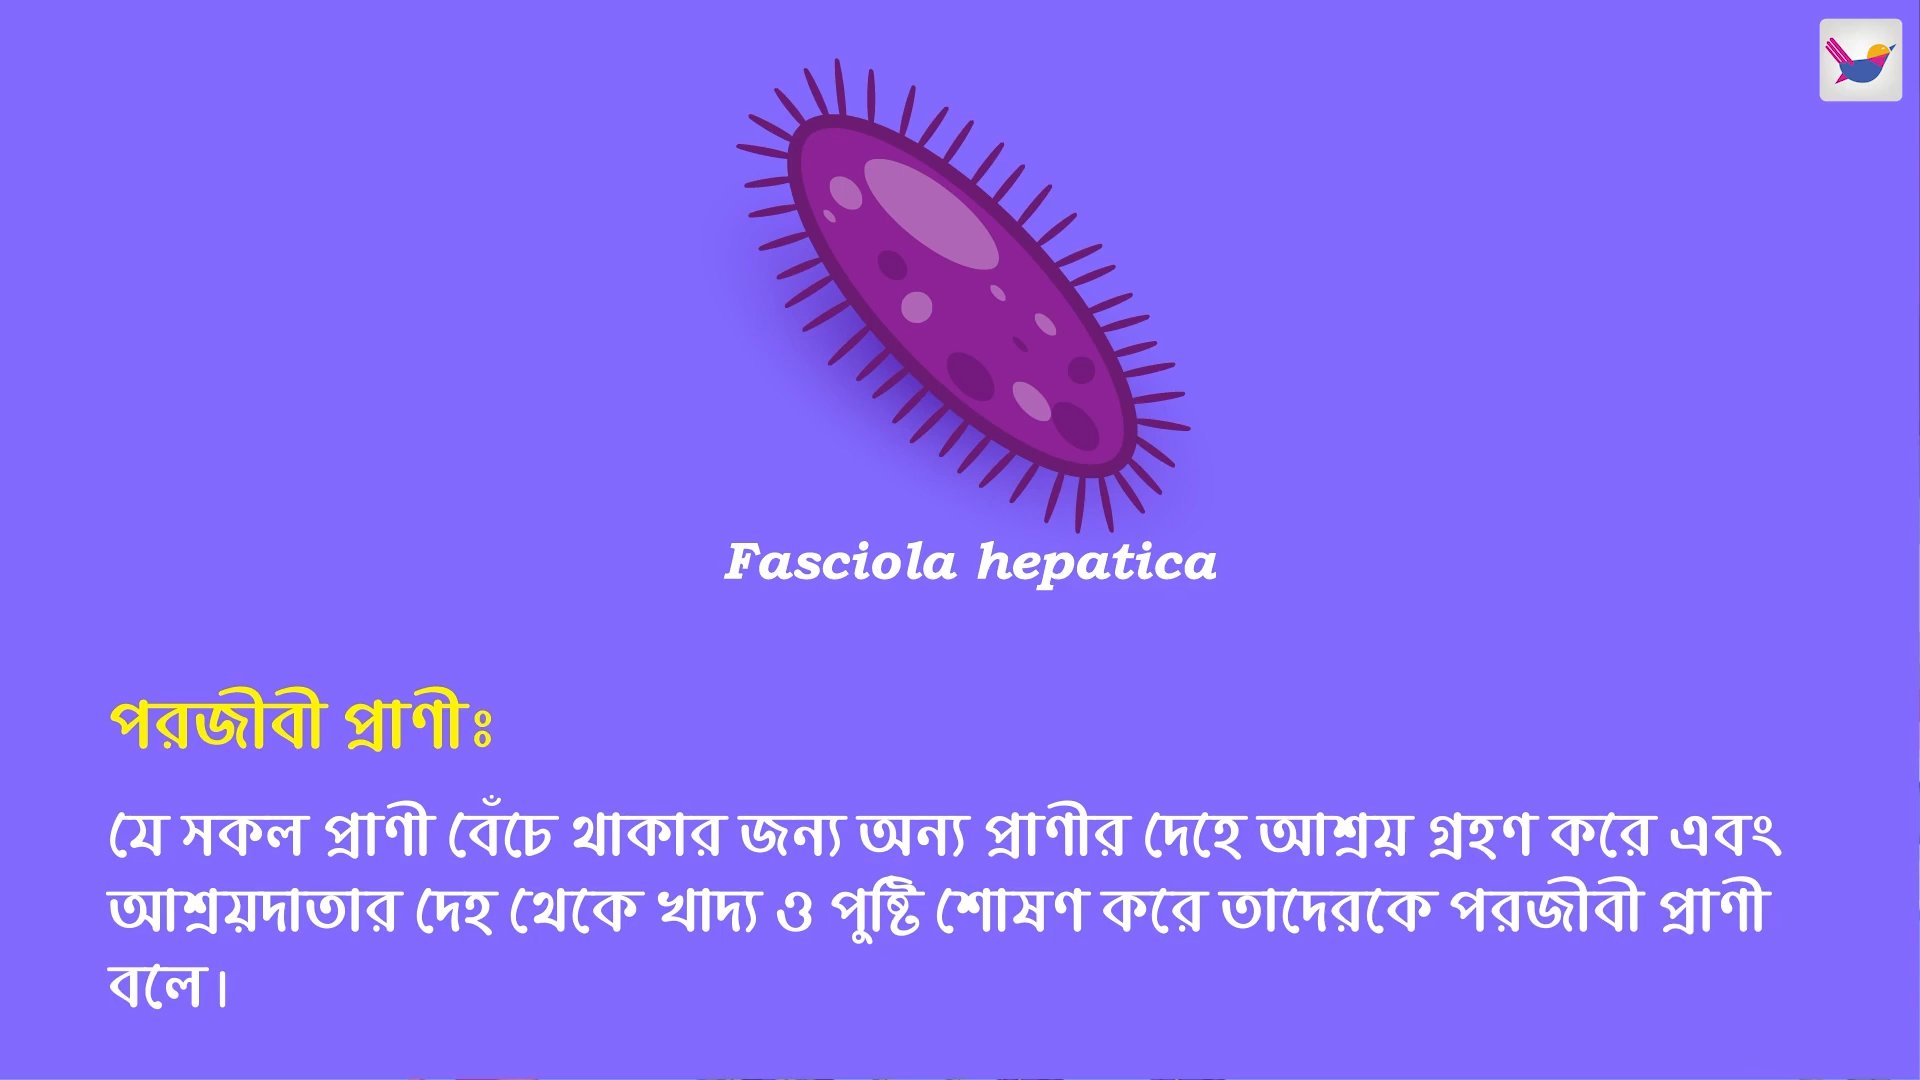 Fasciola hepatica
পরজীবী প্রাণীঃ
যে সকল প্রাণী বেঁচে থাকার জন্য অন্য প্রাণীর দেহে আশ্রয় গ্রহণ করে এবং
আশ্রয়দাতার দেহ থেকে খাদ্য ও পুষ্টি শোষণ করে তাদেরকে পরজীবী প্রাণী
বলে।